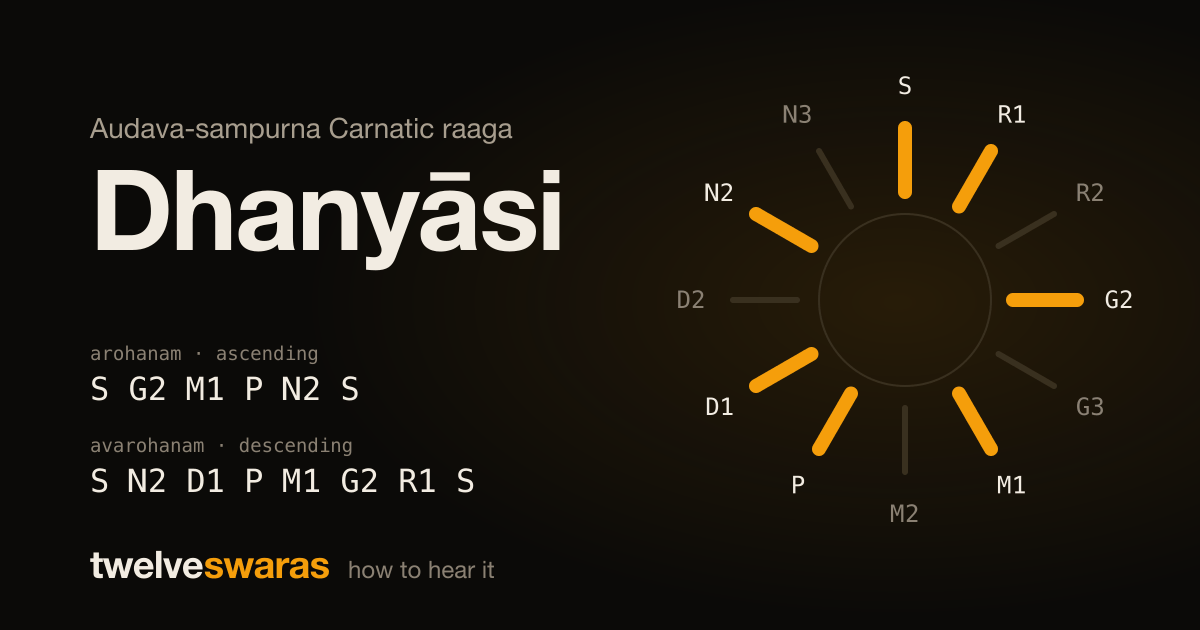 Audava-sampurna Carnatic raaga
Dhanyāsi
arohanam · ascending
S G2 M1 P N2 S
avarohanam · descending
S N2 D1 P M1 G2 R1 S
twelveswaras how to hear it
S
R1
R2
G2
G3
M1
M2
P
D1
D2
N2
N3